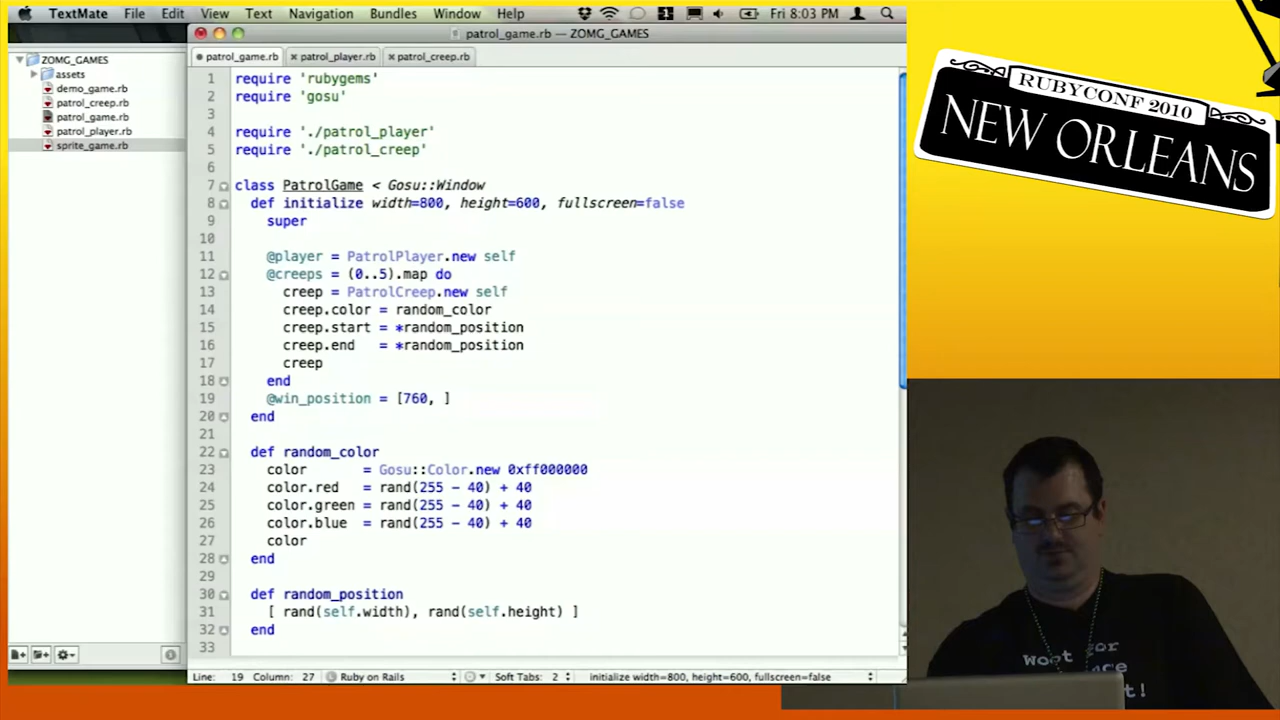 TextMate File Edit View Text Navigation Bundles Window Help Fri 8:03 PM
patrol_game.rb — ZOMG_GAMES
ZOMG_GAMES
assets
demo_game.rb
patrol_creep.rb
patrol_game.rb
patrol_player.rb
sprite_game.rb
patrol_game.rb patrol_player.rb patrol_creep.rb
1 require 'rubygems'
2 require 'gosu'
3
4 require './patrol_player'
5 require './patrol_creep'
6
7 class PatrolGame < Gosu::Window
8 def initialize width=800, height=600, fullscreen=false
9 super
10
11 @player = PatrolPlayer.new self
12 @creeps = (0..5).map do
13 creep = PatrolCreep.new self
14 creep.color = random_color
15 creep.start = *random_position
16 creep.end = *random_position
17 creep
18 end
19 @win_position = [760, ]
20 end
21
22 def random_color
23 color = Gosu::Color.new 0xff000000
24 color.red = rand(255 - 40) + 40
25 color.green = rand(255 - 40) + 40
26 color.blue = rand(255 - 40) + 40
27 color
28 end
29
30 def random_position
31 [ rand(self.width), rand(self.height) ]
32 end
33
Line: 19 Column: 27 Ruby on Rails Soft Tabs: 2 initialize width=800, height=600, fullscreen=false
RUBYCONF 2010
NEW ORLEANS